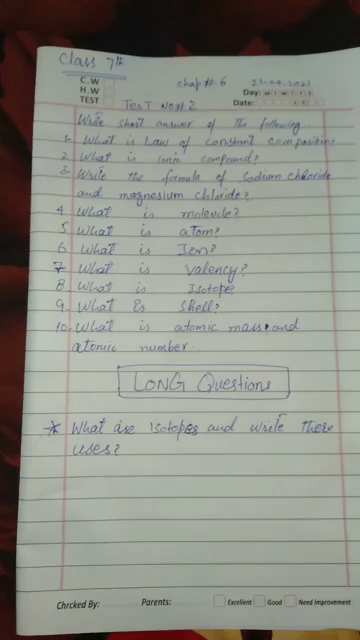 Class 7th
C.W
H.W
TEST
chap# 6
21-04-2021
Day: M T W T F S
Date:
TEST No# 2
Write short answer of the following
1. What is Law of constant composition
2. What is Ionic compound?
3. Write the formula of Sodium chloride
and magnesium chloride?
4. What is molecule?
5. What is atom?
6. What is Ion?
7. What is valency?
8. What is Isotope?
9. What is Shell?
10. What is atomic mass and
atomic number.
LONG Questions
* What are Isotopes and write there
uses?
Chrcked By: Parents: Excellent Good Need Improvement